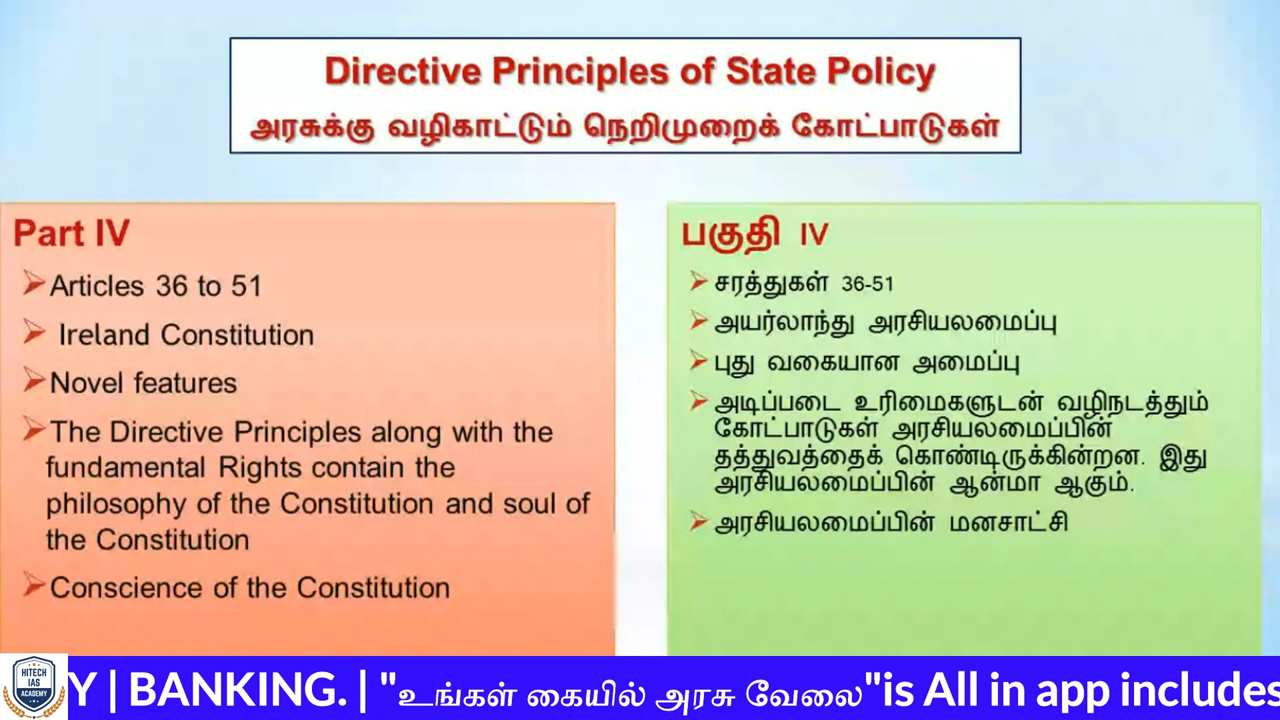 Directive Principles of State Policy
அரசுக்கு வழிகாட்டும் நெறிமுறைக் கோட்பாடுகள்
Part IV
➢Articles 36 to 51
➢ Ireland Constitution
➢Novel features
➢The Directive Principles along with the
fundamental Rights contain the
philosophy of the Constitution and soul of
the Constitution
➢Conscience of the Constitution
பகுதி IV
➢சரத்துகள் 36-51
➢அயர்லாந்து அரசியலமைப்பு
➢புது வகையான அமைப்பு
➢அடிப்படை உரிமைகளுடன் வழிநடத்தும்
கோட்பாடுகள் அரசியலமைப்பின்
தத்துவத்தைக் கொண்டிருக்கின்றன. இது
அரசியலமைப்பின் ஆன்மா ஆகும்.
➢அரசியலமைப்பின் மனசாட்சி
HITECH
IAS
ACADEMY
Y | BANKING. | "உங்கள் கையில் அரசு வேலை"is All in app includes